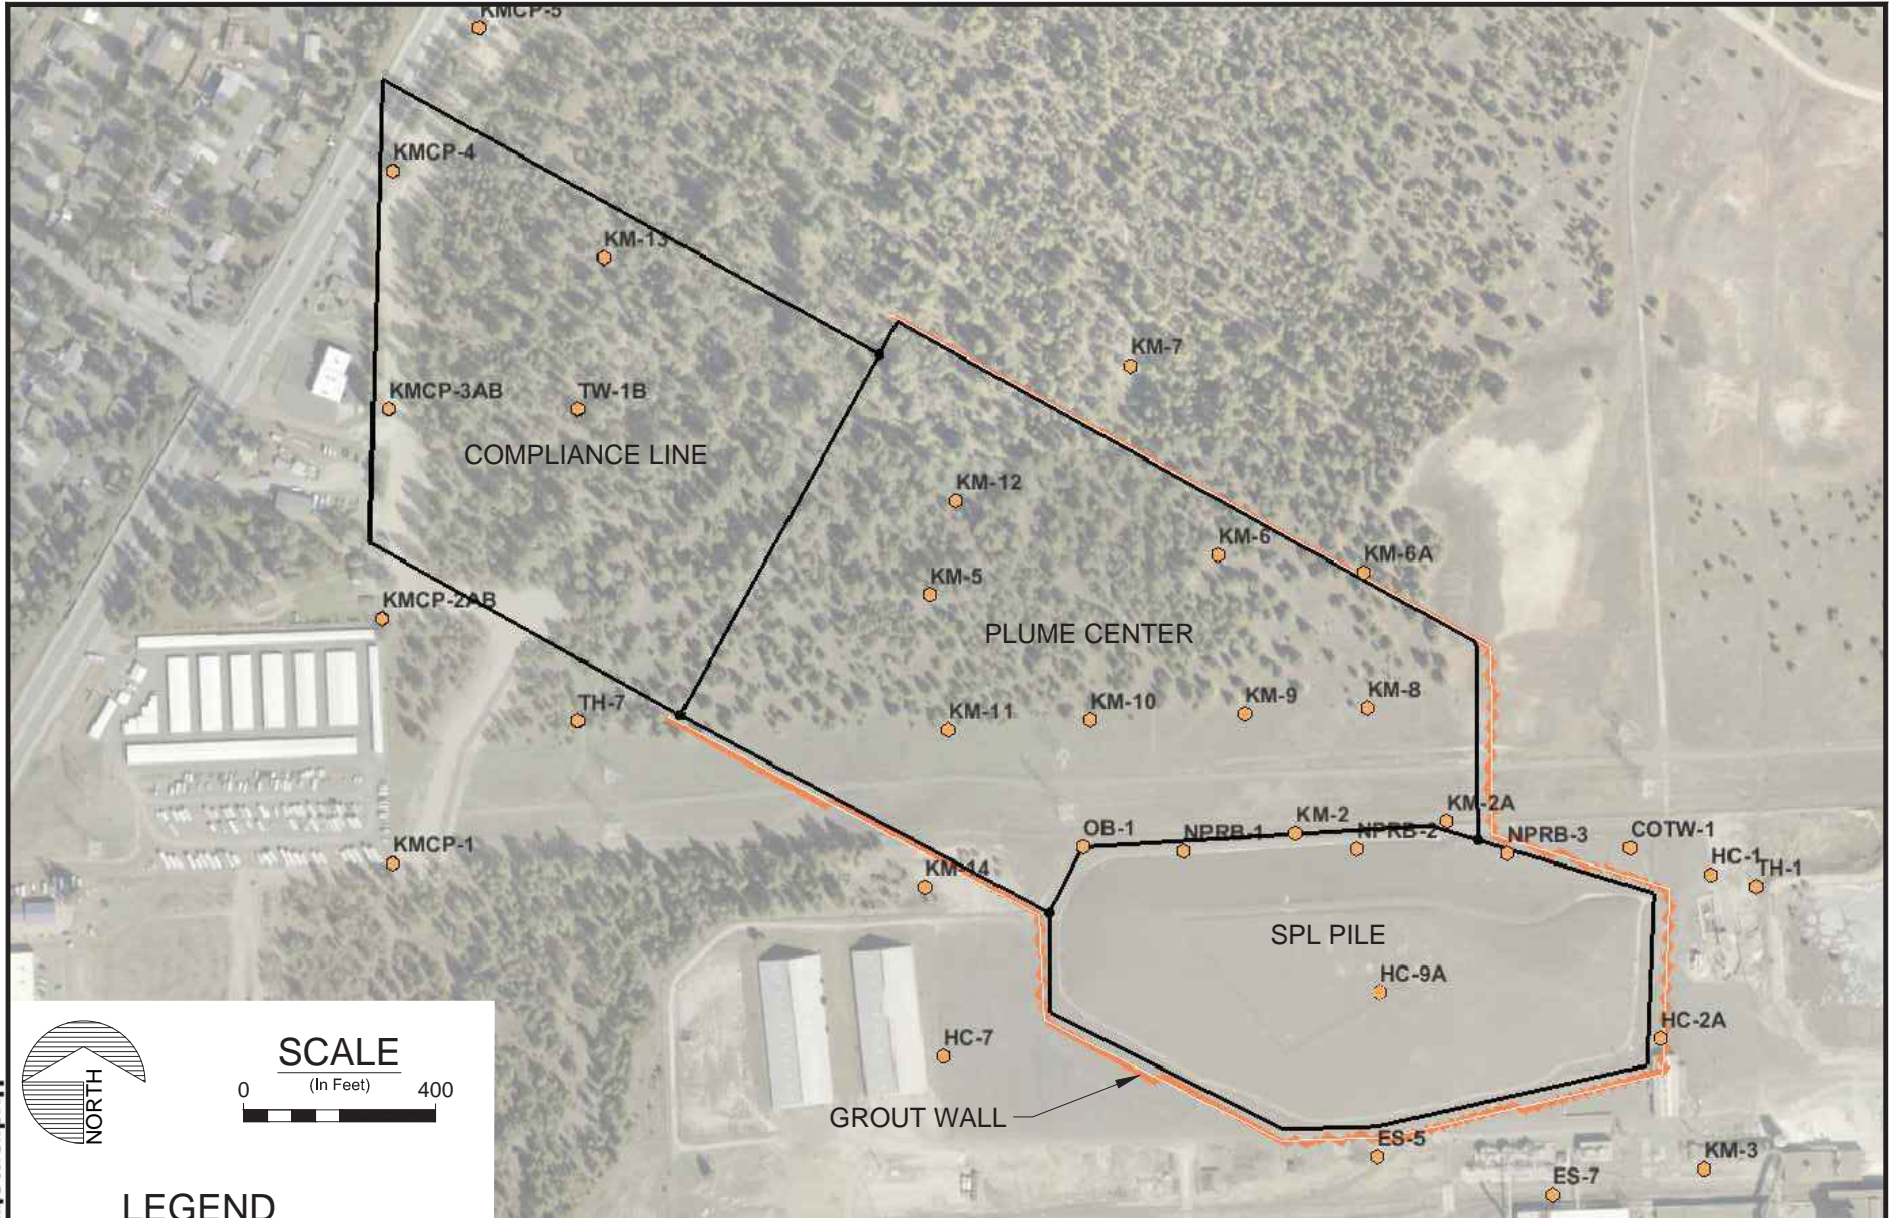 KMCP-5
KMCP-4
KM-13
KM-7
KMCP-3AB
TW-1B
COMPLIANCE LINE
KM-12
KM-6
KM-6A
KM-5
KMCP-2AB
PLUME CENTER
TH-7
KM-11
KM-10
KM-9
KM-8
KMCP-1
KM-14
OB-1
NPRB-1
KM-2
NPRB-2
KM-2A
NPRB-3
COTW-1
HC-1
TH-1
SPL PILE
HC-9A
HC-2A
HC-7
GROUT WALL
ES-5
ES-7
KM-3
NORTH
SCALE
(In Feet)
0 400
LEGEND